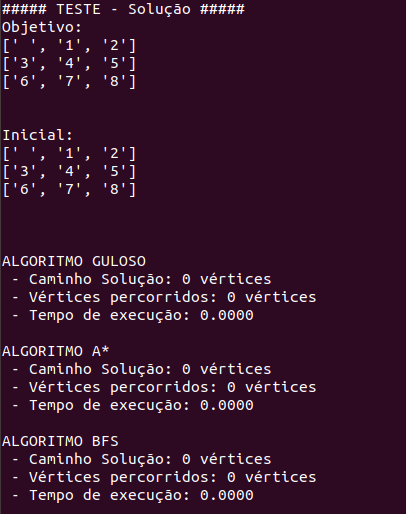 ##### TESTE - Solução #####
Objetivo:
[' ', '1', '2']
['3', '4', '5']
['6', '7', '8']
Inicial:
[' ', '1', '2']
['3', '4', '5']
['6', '7', '8']
ALGORITMO GULOSO
- Caminho Solução: 0 vértices
- Vértices percorridos: 0 vértices
- Tempo de execução: 0.0000
ALGORITMO A*
- Caminho Solução: 0 vértices
- Vértices percorridos: 0 vértices
- Tempo de execução: 0.0000
ALGORITMO BFS
- Caminho Solução: 0 vértices
- Vértices percorridos: 0 vértices
- Tempo de execução: 0.0000